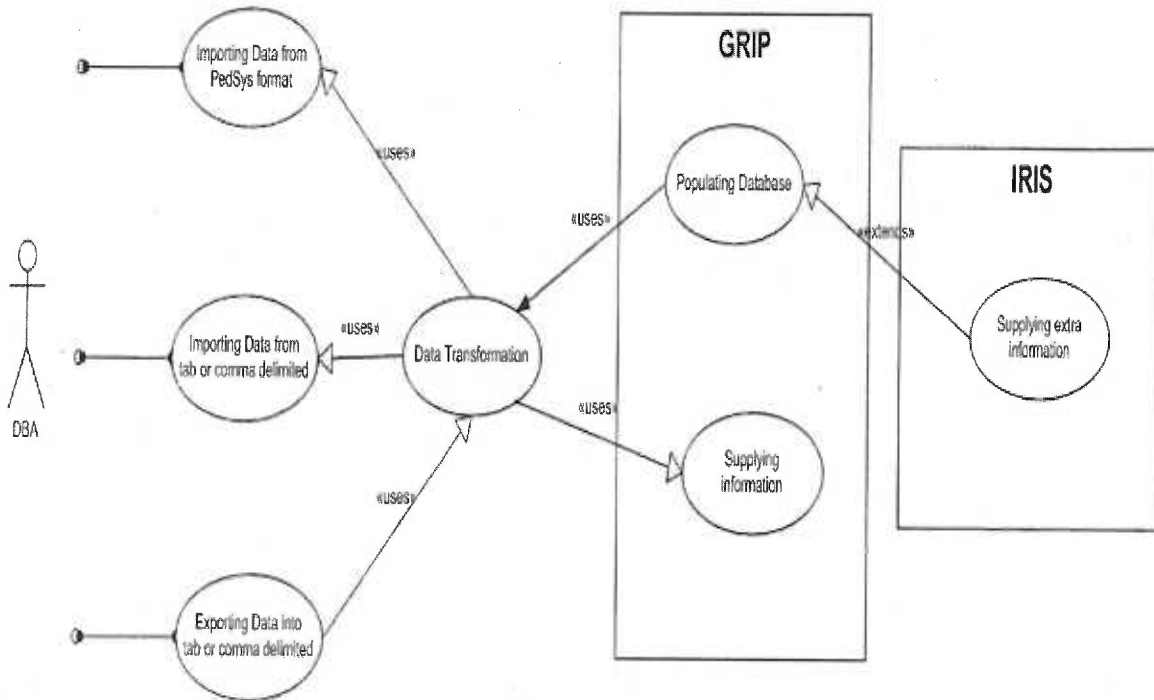 Importing Data from
PedSys format
«uses»
GRIP
Populating Database
«uses»
IRIS
«extends»
Supplying extra
information
DBA
Importing Data from
tab or comma delimited
«uses»
Data Transformation
«uses»
Supplying
information
«uses»
Exporting Data into
tab or comma delimited